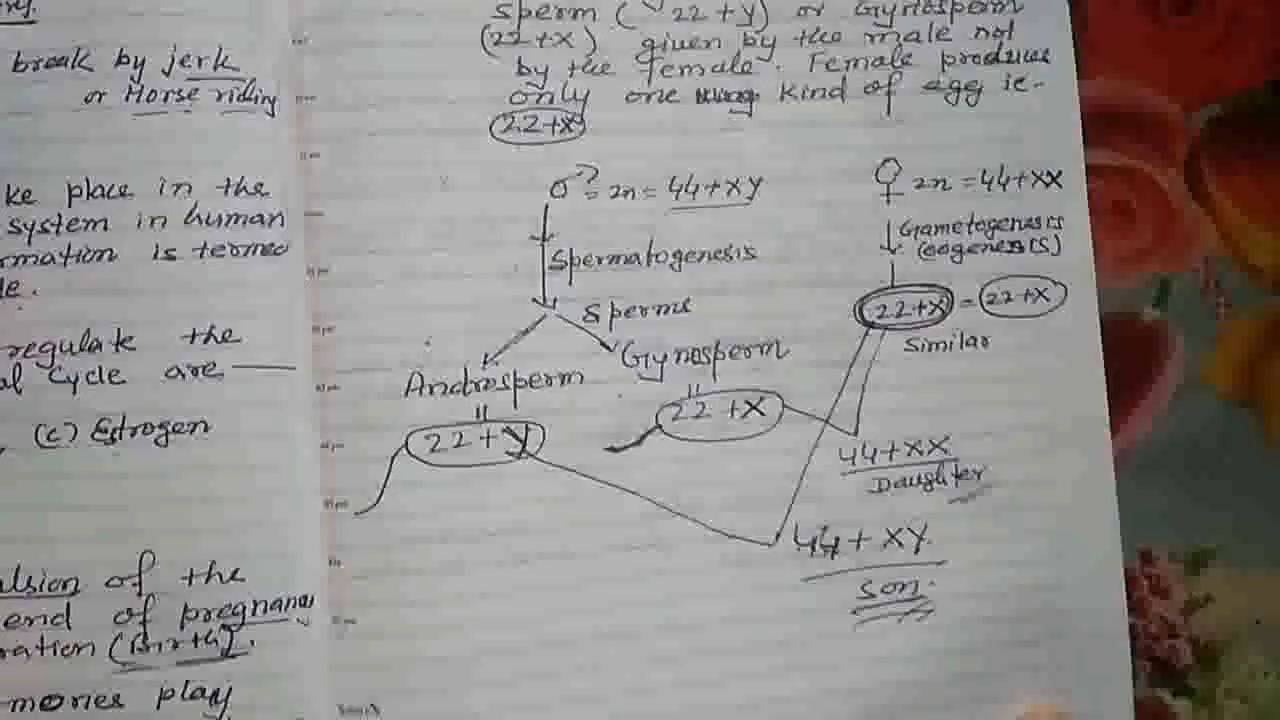 break by jerk
or Horse riding
ke place in the
system in human
rmation is termed
le.
regulate the
al cycle are
(c) Estrogen
ulsion of the
end of pregnancy
ration (Birth).
mones play
sperm (22+Y) or Gynosperm
(22+X) given by the male not
by the female. Female produces
only one kind of egg ie-
22+X
♂ = 2n = 44+XY
Spermatogenesis
Sperms
Androsperm
Gynosperm
22+Y
22+X
♀ 2n = 44+XX
Gametogenesis
(oogenesis)
22+X = 22+X
Similar
44+XX
Daughter
44+XY
son